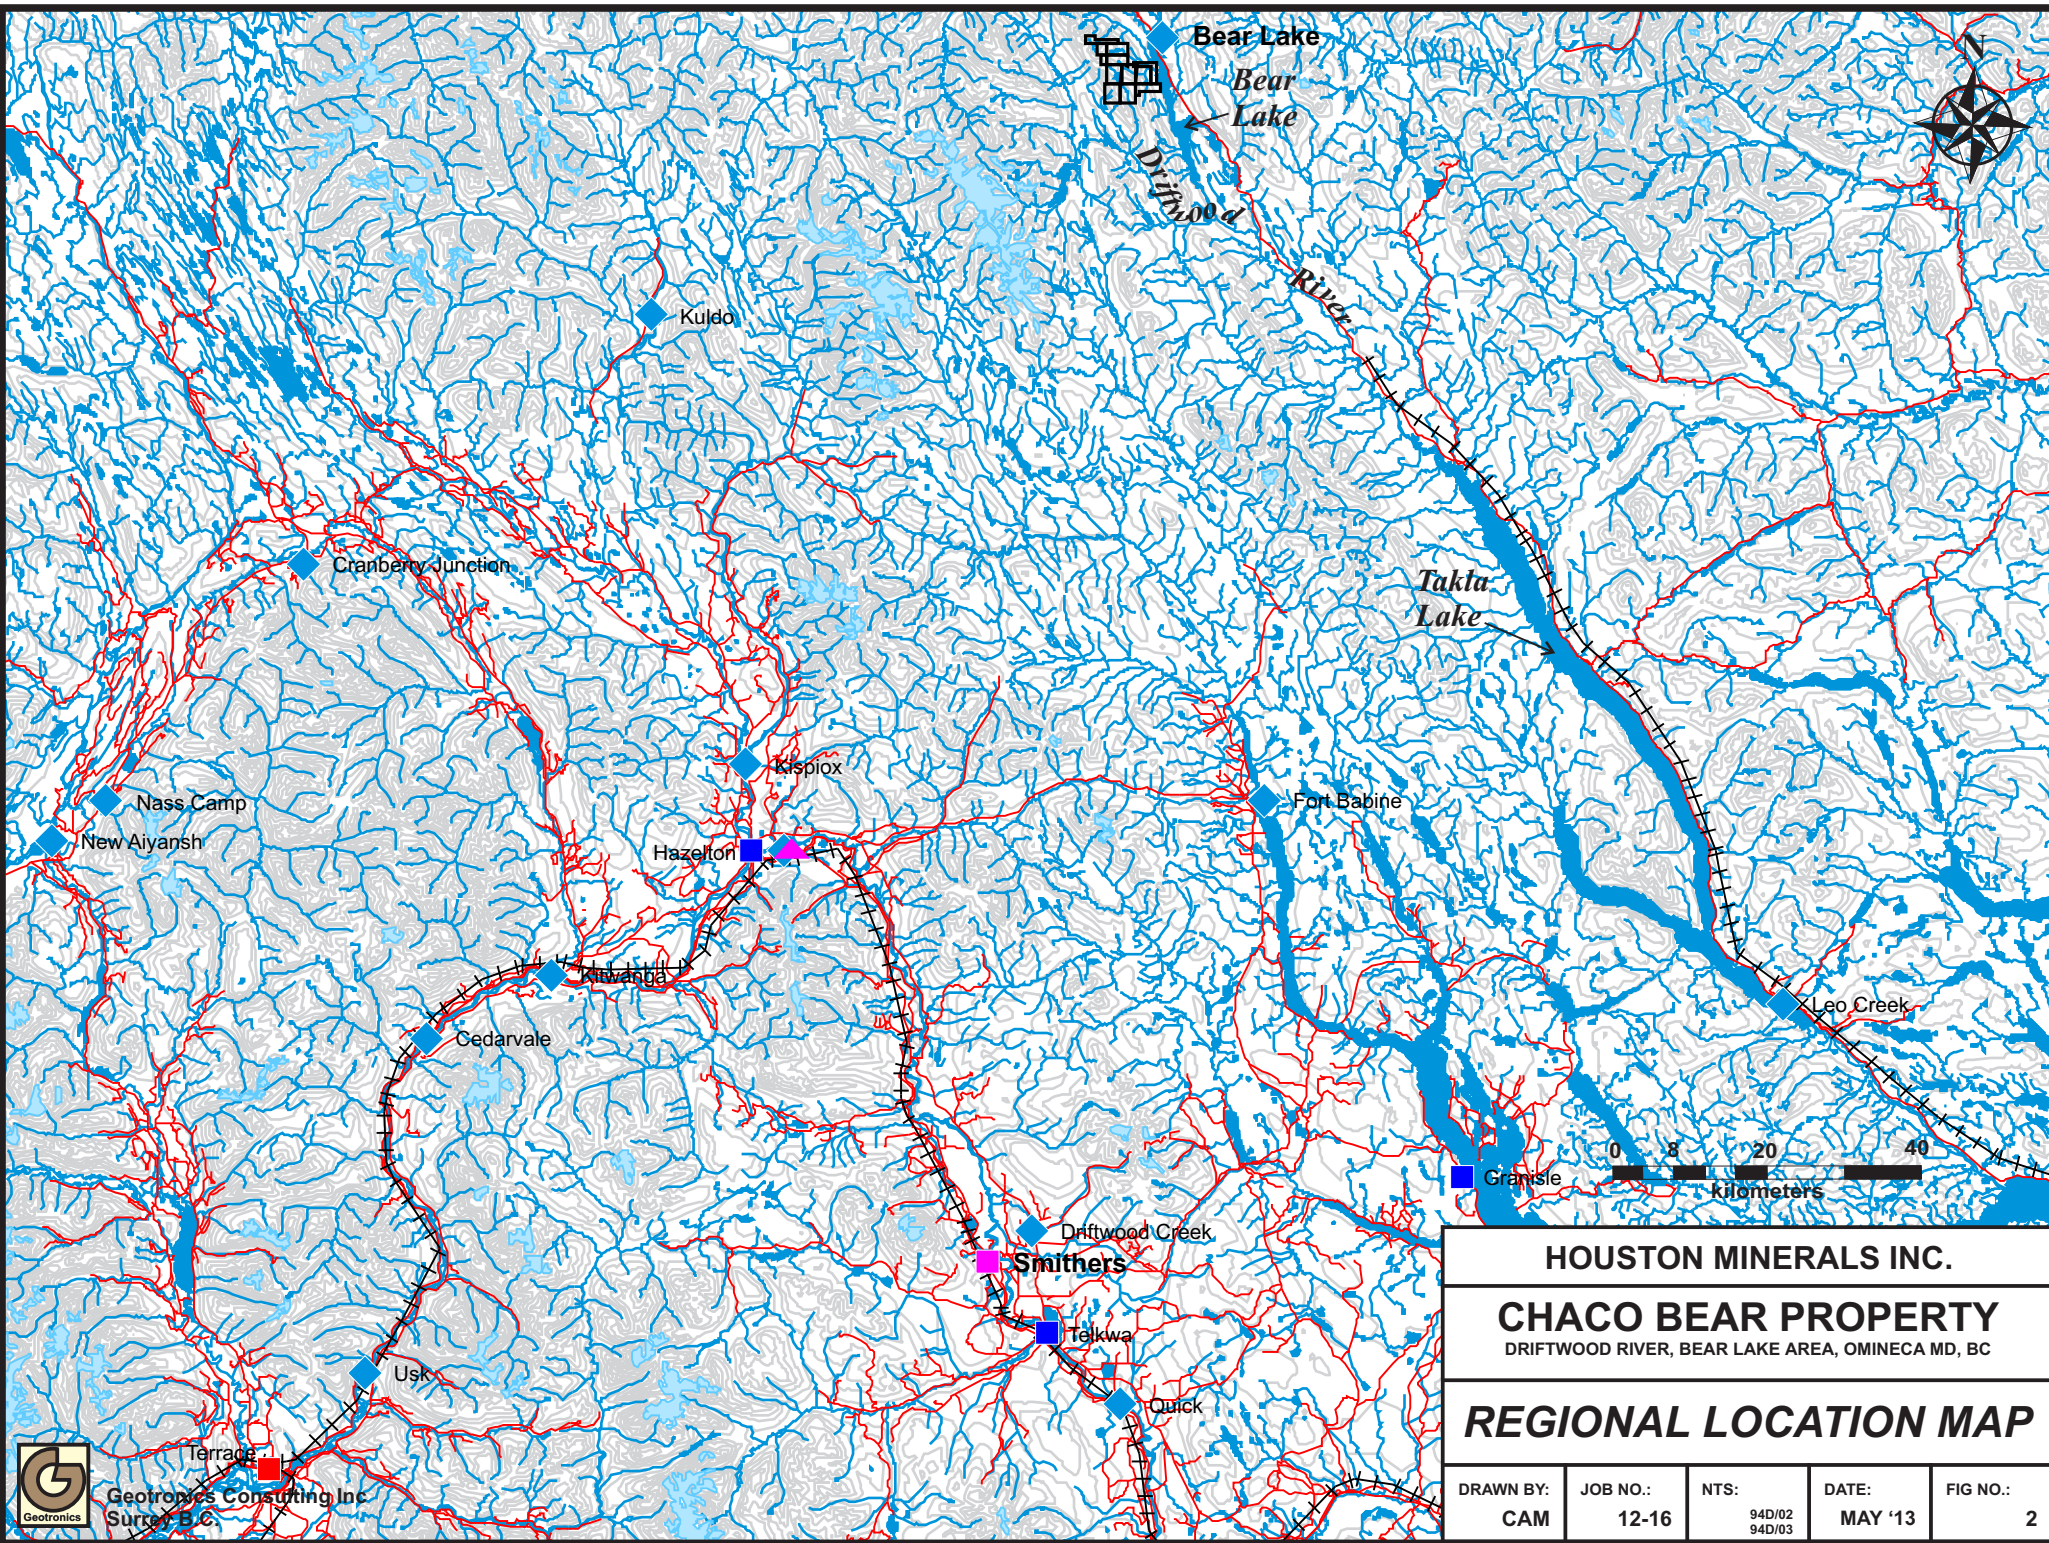 Bear Lake
Bear
Lake
N
Driftwood
River
Kuldo
Cranberry Junction
Takla
Lake
Kispiox
Nass Camp
Fort Babine
New Aiyansh
Hazelton
Kitwanga
Leo Creek
Cedarvale
0 8 20 40
kilometers
Granisle
Driftwood Creek
Smithers
Telkwa
Usk
Quick
Terrace
G
Geotronics
Geotronics Consulting Inc
Surrey B.C.
HOUSTON MINERALS INC.
CHACO BEAR PROPERTY
DRIFTWOOD RIVER, BEAR LAKE AREA, OMINECA MD, BC
REGIONAL LOCATION MAP
DRAWN BY: JOB NO.: NTS: DATE: FIG NO.:
CAM 12-16 94D/02 MAY ‘13 2
94D/03